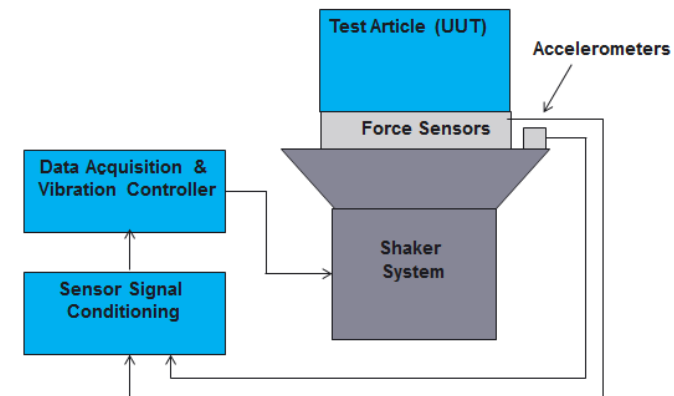 Test Article (UUT)
Accelerometers
Force Sensors
Data Acquisition &
Vibration Controller
Shaker
System
Sensor Signal
Conditioning